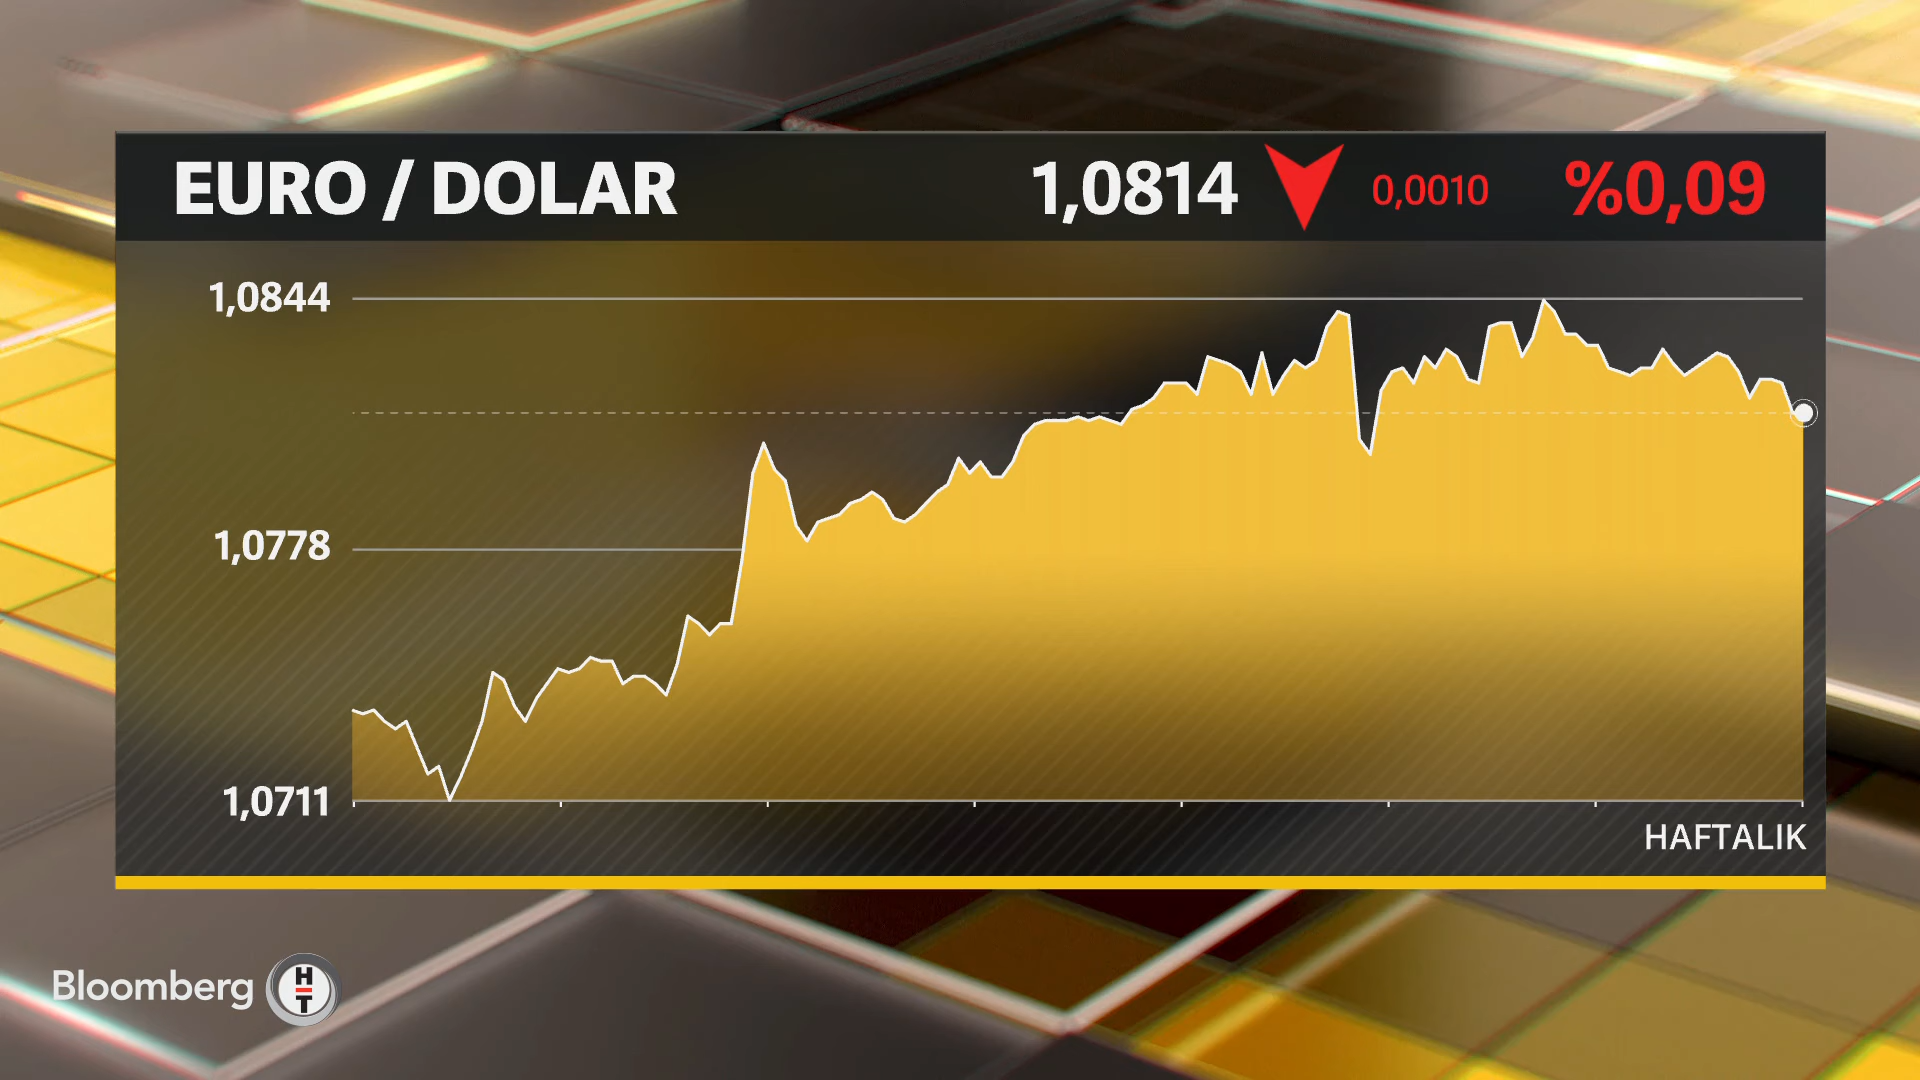 EURO / DOLAR 1,0814 0,0010 %0,09
1,0844
1,0778
1,0711
HAFTALIK
Bloomberg HT